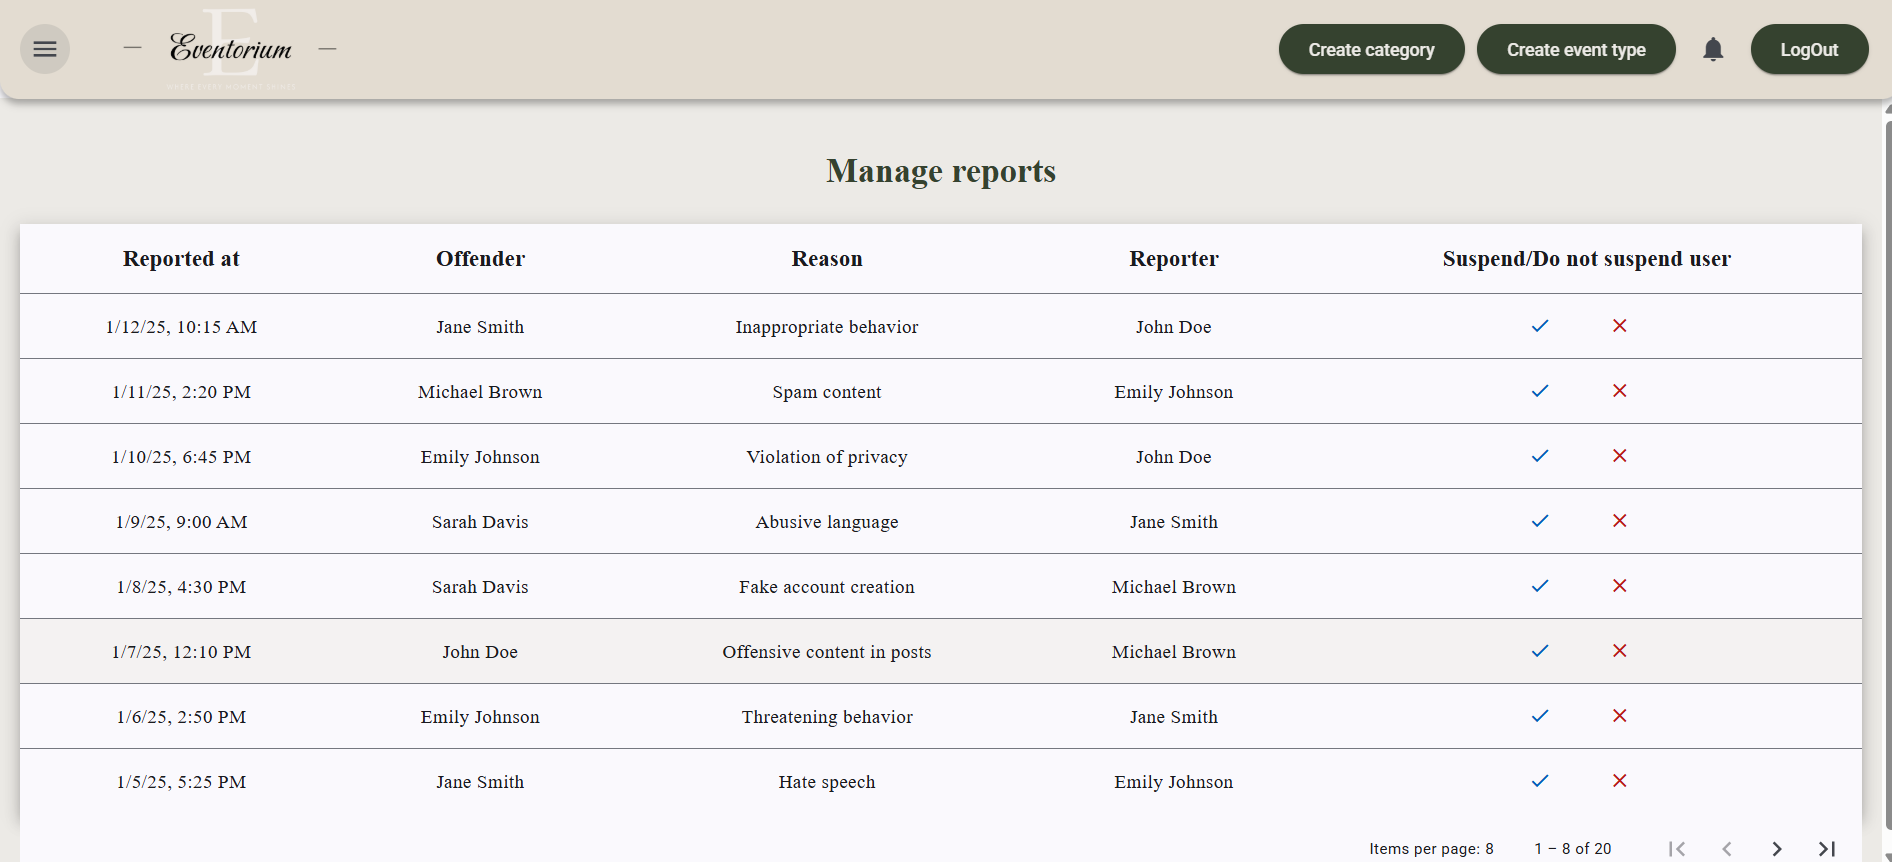 E
Eventorium
Create category
Create event type
LogOut
Manage reports
Reported at Offender Reason Reporter Suspend/Do not suspend user
1/12/25, 10:15 AM Jane Smith Inappropriate behavior John Doe
1/11/25, 2:20 PM Michael Brown Spam content Emily Johnson
1/10/25, 6:45 PM Emily Johnson Violation of privacy John Doe
1/9/25, 9:00 AM Sarah Davis Abusive language Jane Smith
1/8/25, 4:30 PM Sarah Davis Fake account creation Michael Brown
1/7/25, 12:10 PM John Doe Offensive content in posts Michael Brown
1/6/25, 2:50 PM Emily Johnson Threatening behavior Jane Smith
1/5/25, 5:25 PM Jane Smith Hate speech Emily Johnson
Items per page: 8 1 – 8 of 20